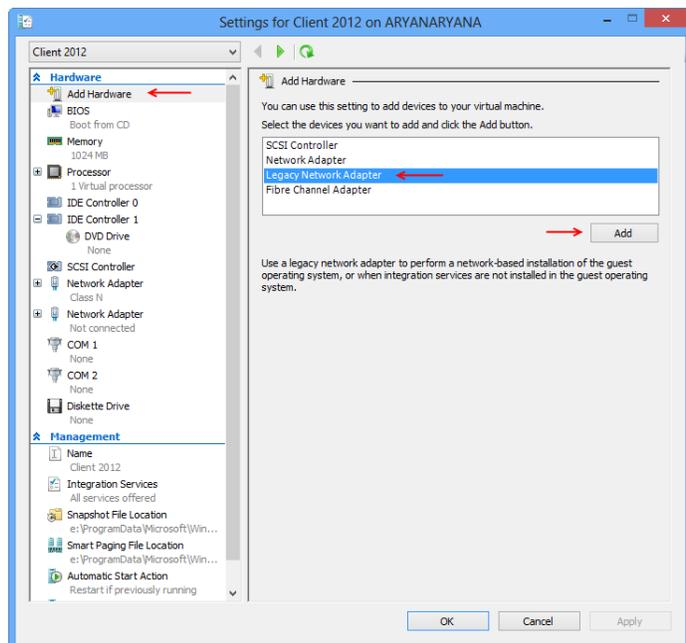 Settings for Client 2012 on ARYANARYANA
Client 2012
Hardware
Add Hardware
BIOS
Boot from CD
Memory
1024 MB
Processor
1 Virtual processor
IDE Controller 0
IDE Controller 1
DVD Drive
None
SCSI Controller
Network Adapter
Class N
Network Adapter
Not connected
COM 1
None
COM 2
None
Diskette Drive
None
Management
Name
Client 2012
Integration Services
All services offered
Snapshot File Location
e:\ProgramData\Microsoft\Win...
Smart Paging File Location
e:\ProgramData\Microsoft\Win...
Automatic Start Action
Restart if previously running
Add Hardware
You can use this setting to add devices to your virtual machine.
Select the devices you want to add and click the Add button.
SCSI Controller
Network Adapter
Legacy Network Adapter
Fibre Channel Adapter
Add
Use a legacy network adapter to perform a network-based installation of the guest
operating system, or when integration services are not installed in the guest operating
system.
OK
Cancel
Apply